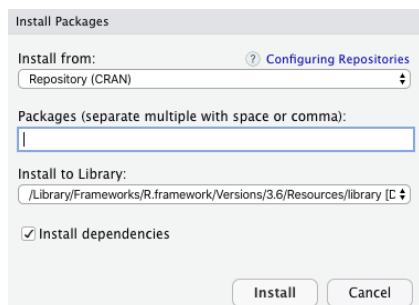 Install Packages
Install from:
? Configuring Repositories
Repository (CRAN)
Packages (separate multiple with space or comma):
Install to Library:
/Library/Frameworks/R.framework/Versions/3.6/Resources/library [D
Install dependencies
Install
Cancel